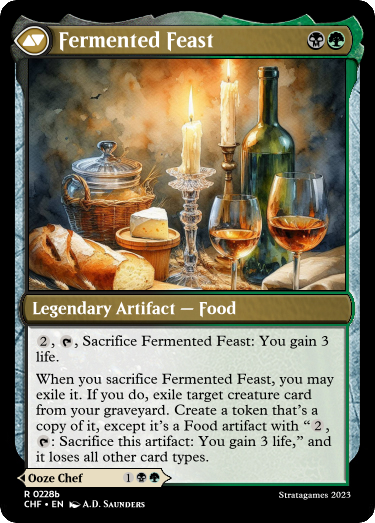 Fermented Feast
Legendary Artifact — Food
2, , Sacrifice Fermented Feast: You gain 3
life.
When you sacrifice Fermented Feast, you may
exile it. If you do, exile target creature card
from your graveyard. Create a token that's a
copy of it, except it's a Food artifact with “ 2 ,
: Sacrifice this artifact: You gain 3 life,” and
it loses all other card types.
Ooze Chef 1
R 0228b
Stratagames 2023
CHF • EN A.D. Saunders